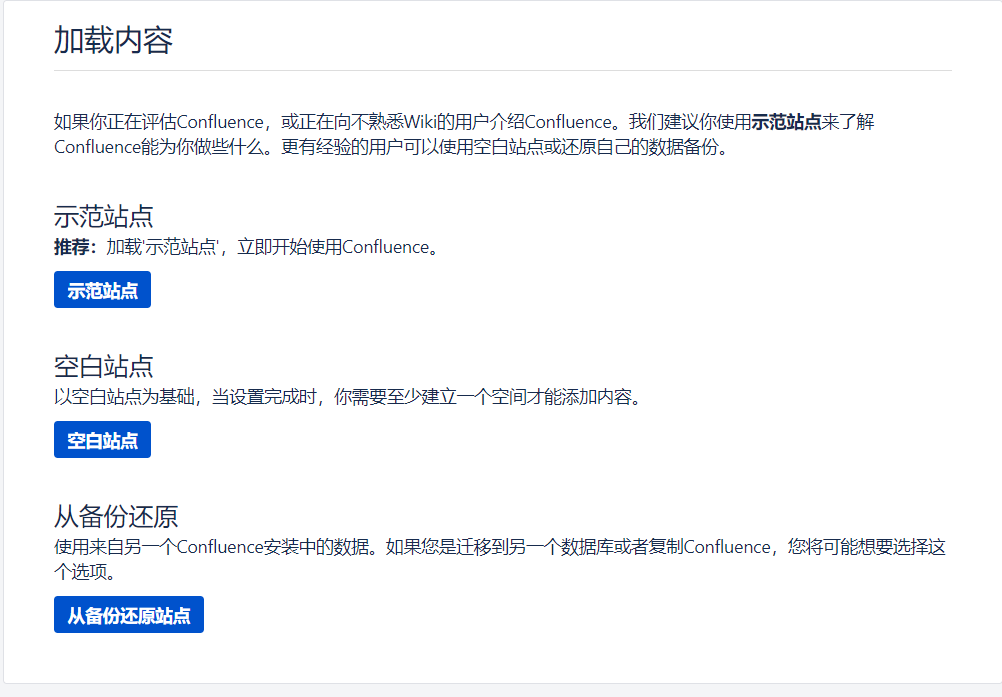 加载内容
如果你正在评估Confluence，或正在向不熟悉Wiki的用户介绍Confluence。我们建议你使用示范站点来了解
Confluence能为你做些什么。更有经验的用户可以使用空白站点或还原自己的数据备份。
示范站点
推荐：加载'示范站点'，立即开始使用Confluence。
示范站点
空白站点
以空白站点为基础，当设置完成时，你需要至少建立一个空间才能添加内容。
空白站点
从备份还原
使用来自另一个Confluence安装中的数据。如果您是迁移到另一个数据库或者复制Confluence，您将可能想要选择这
个选项。
从备份还原站点